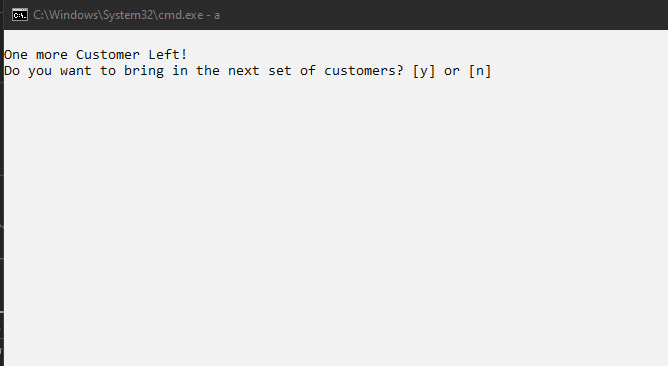 C:\Windows\System32\cmd.exe - a
One more Customer Left!
Do you want to bring in the next set of customers? [y] or [n]